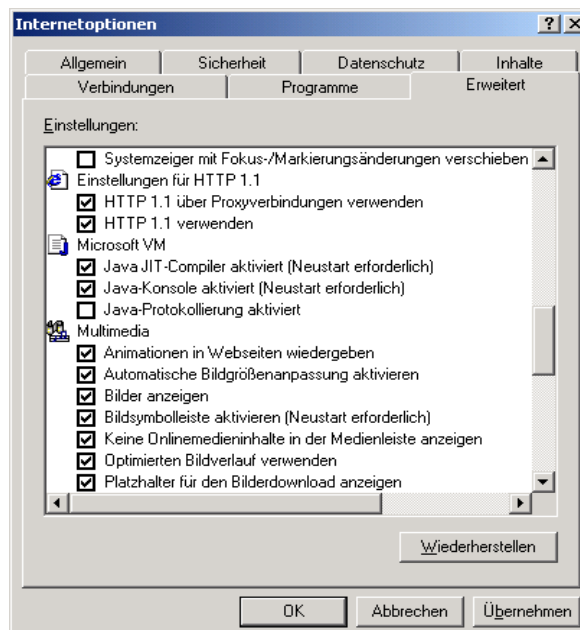 Internetoptionen
Allgemein Sicherheit Datenschutz Inhalte
Verbindungen Programme Erweitert
Einstellungen:
Systemzeiger mit Fokus-/Markierungsänderungen verschieben
Einstellungen für HTTP 1.1
HTTP 1.1 über Proxyverbindungen verwenden
HTTP 1.1 verwenden
Microsoft VM
Java JIT-Compiler aktiviert (Neustart erforderlich)
Java-Konsole aktiviert (Neustart erforderlich)
Java-Protokollierung aktiviert
Multimedia
Animationen in Webseiten wiedergeben
Automatische Bildgrößenanpassung aktivieren
Bilder anzeigen
Bildsymbolleiste aktivieren (Neustart erforderlich)
Keine Onlinemedieninhalte in der Medienleiste anzeigen
Optimierten Bildverlauf verwenden
Platzhalter für den Bilderdownload anzeigen
Wiederherstellen
OK Abbrechen Übernehmen